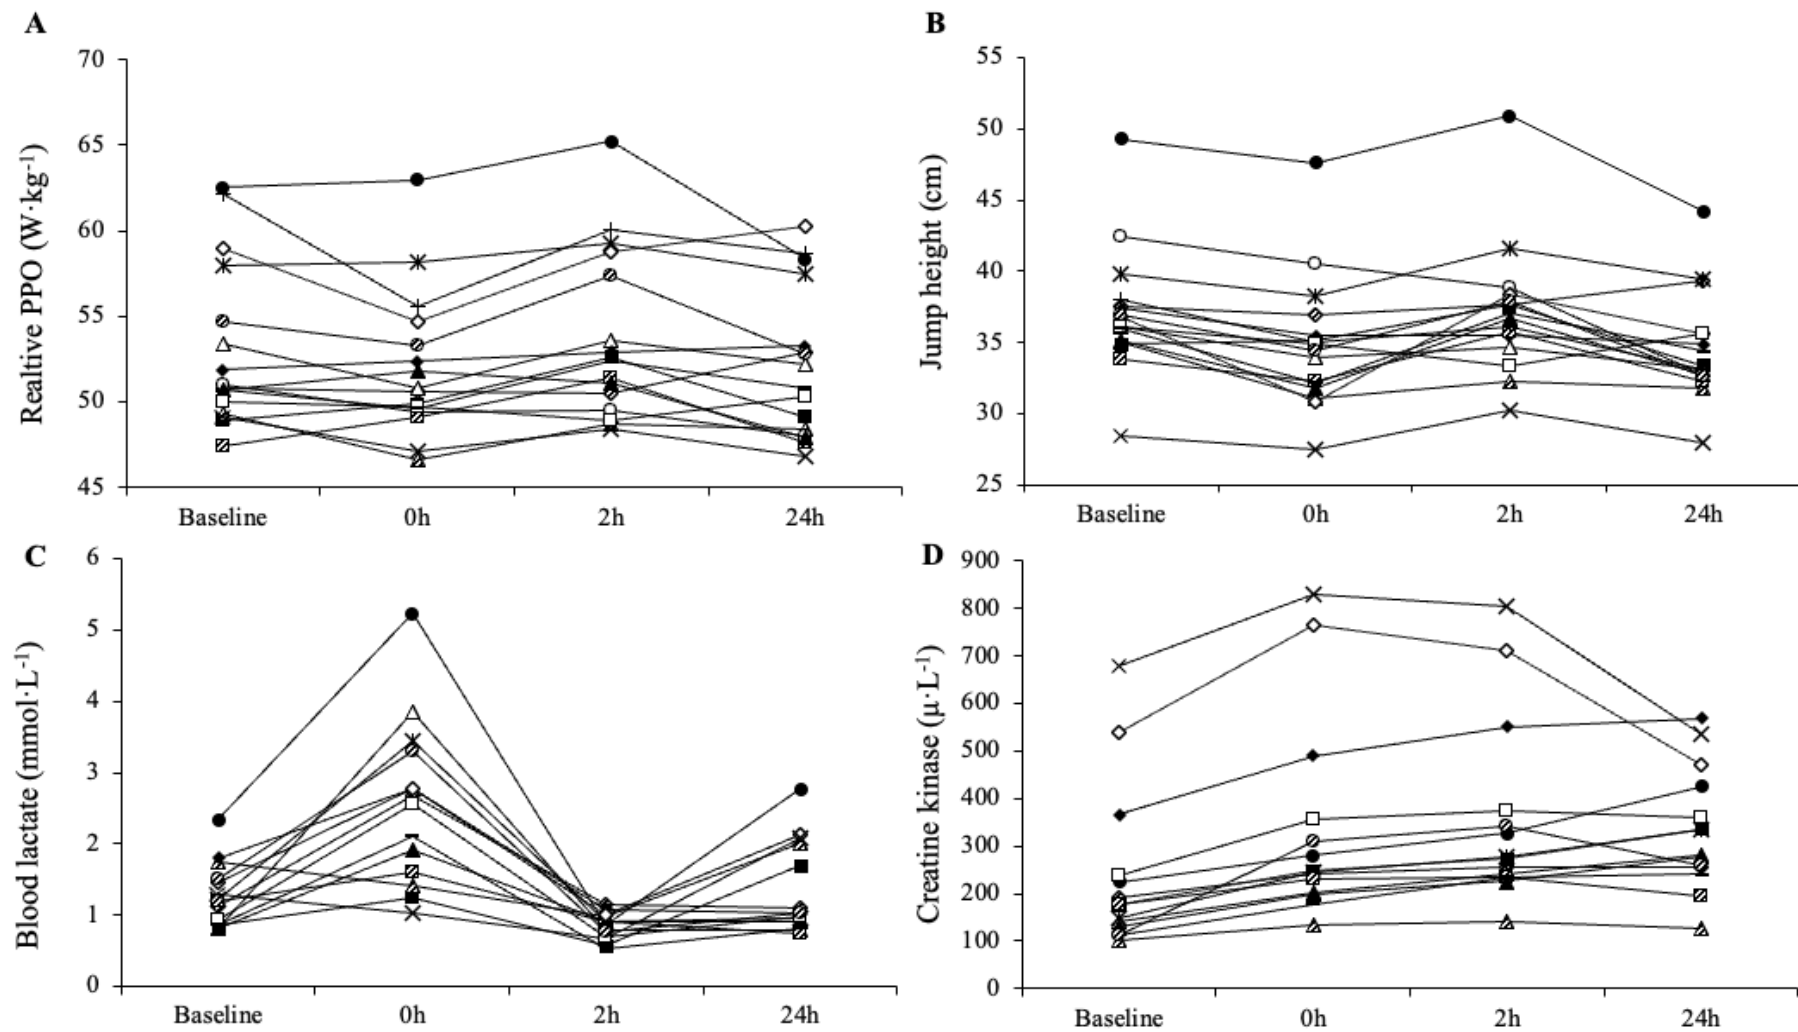 A
Realtive PPO (W·kg-1)
70
65
60
55
50
45
Baseline 0h 2h 24h
B
Jump height (cm)
55
50
45
40
35
30
25
Baseline 0h 2h 24h
C
Blood lactate (mmol·L-1)
6
5
4
3
2
1
0
Baseline 0h 2h 24h
D
Creatine kinase (µ·L-1)
900
800
700
600
500
400
300
200
100
0
Baseline 0h 2h 24h